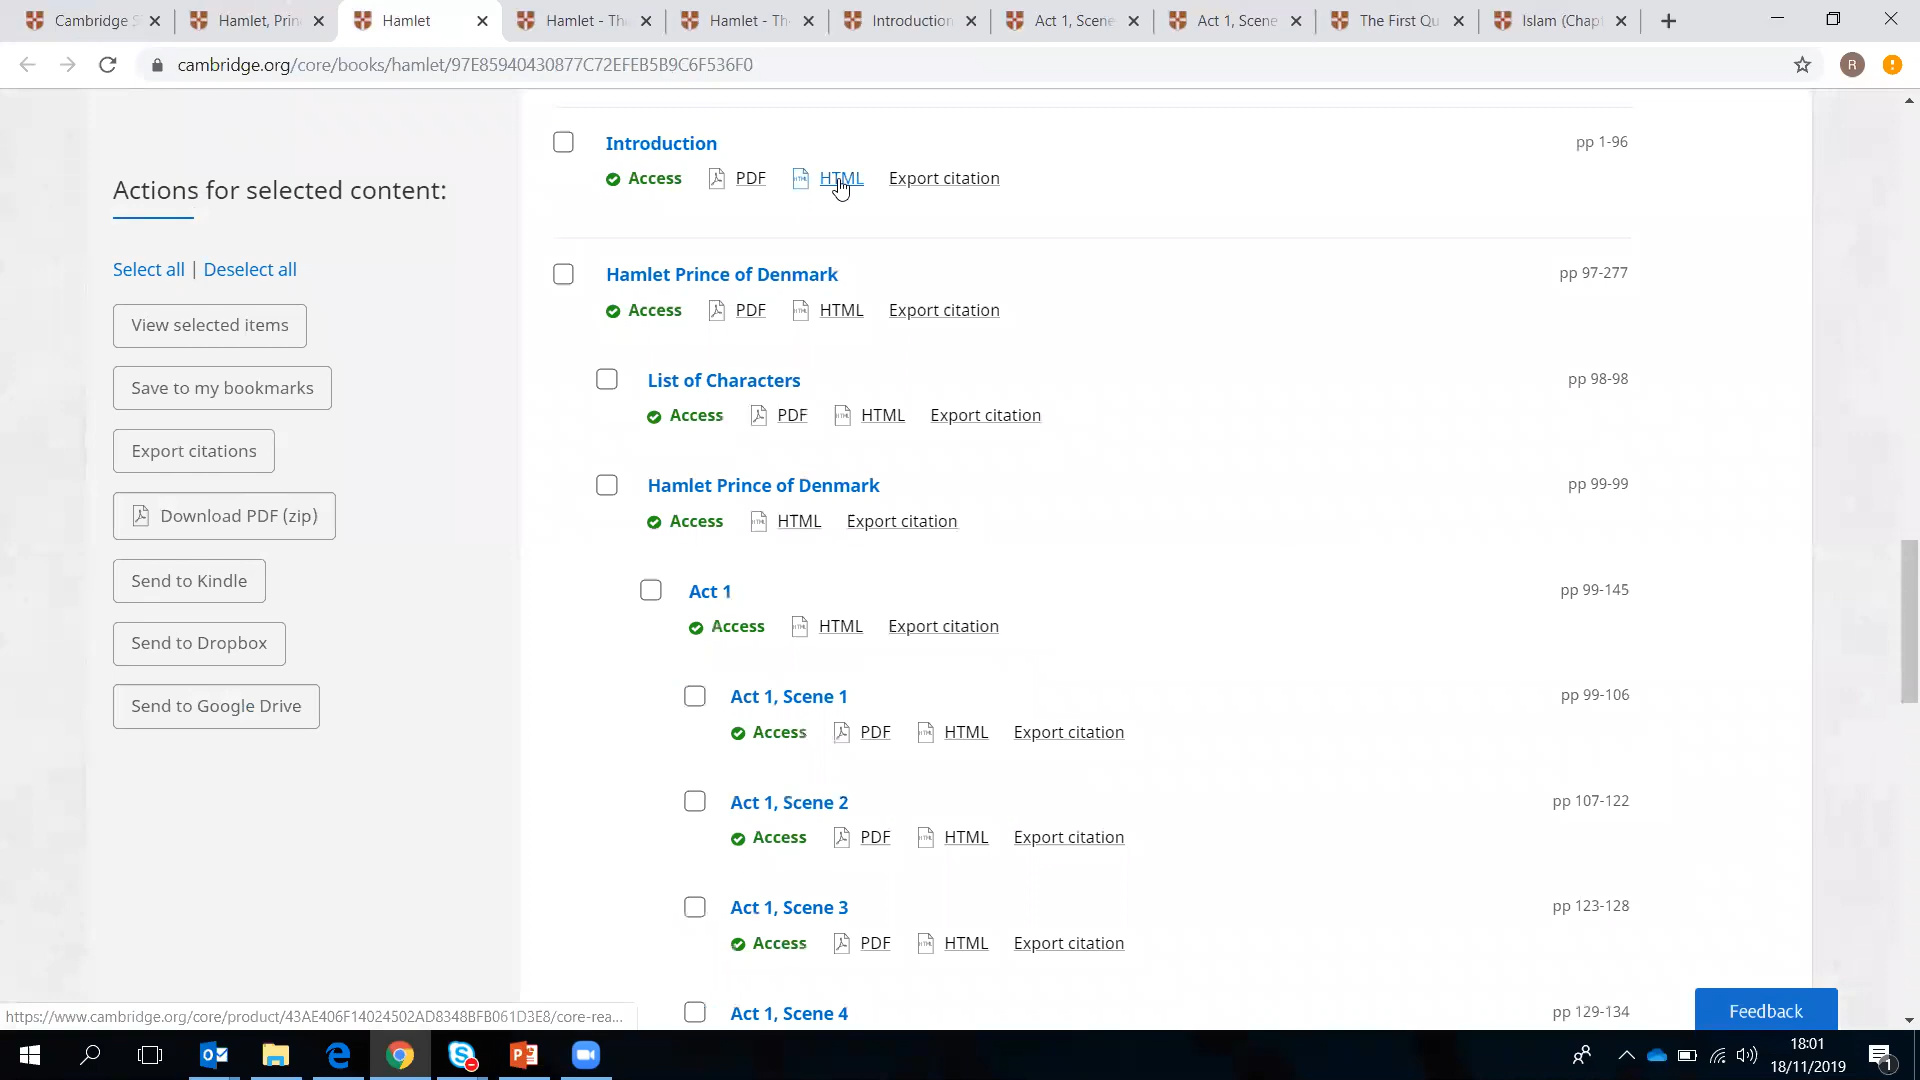 Cambridge S
Hamlet, Prin
Hamlet
Hamlet - Th
Hamlet - Th
Introduction
Act 1, Scene
Act 1, Scene
The First Qu
Islam (Chap
cambridge.org/core/books/hamlet/97E85940430877C72EFEB5B9C6F536F0
R
Actions for selected content:
Select all | Deselect all
View selected items
Save to my bookmarks
Export citations
Download PDF (zip)
Send to Kindle
Send to Dropbox
Send to Google Drive
Introduction pp 1-96
Access PDF HTML Export citation
Hamlet Prince of Denmark pp 97-277
Access PDF HTML Export citation
List of Characters pp 98-98
Access PDF HTML Export citation
Hamlet Prince of Denmark pp 99-99
Access HTML Export citation
Act 1 pp 99-145
Access HTML Export citation
Act 1, Scene 1 pp 99-106
Access PDF HTML Export citation
Act 1, Scene 2 pp 107-122
Access PDF HTML Export citation
Act 1, Scene 3 pp 123-128
Access PDF HTML Export citation
Act 1, Scene 4 pp 129-134
Feedback
https://www.cambridge.org/core/product/43AE406F14024502AD8348BFB061D3E8/core-rea...
18:01
18/11/2019
1